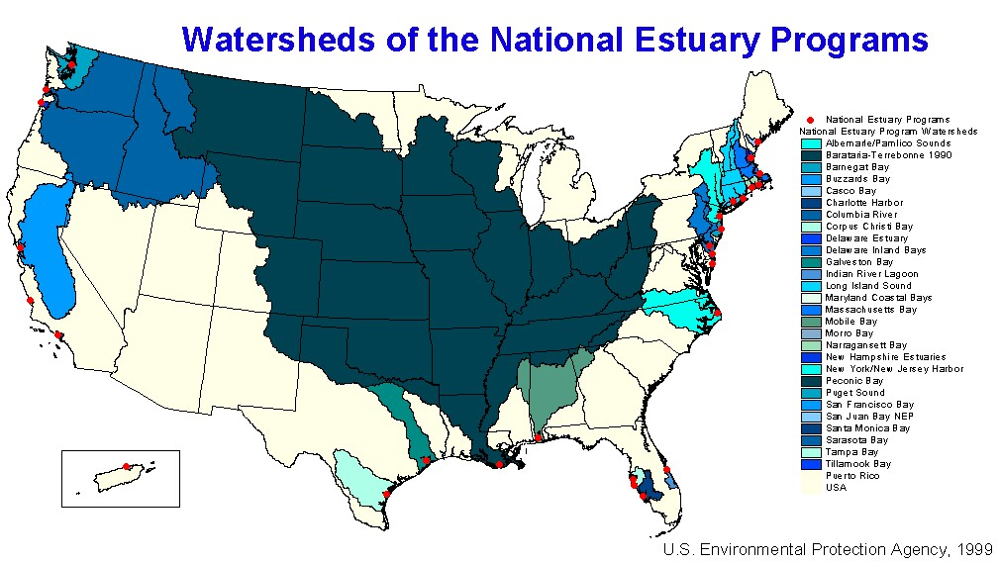 Watersheds of the National Estuary Programs
National Estuary Programs
National Estuary Program Watersheds
Albemarle/Pamlico Sounds
Barataria-Terrebonne 1990
Barnegat Bay
Buzzards Bay
Casco Bay
Charlotte Harbor
Columbia River
Corpus Christi Bay
Delaware Estuary
Delaware Inland Bays
Galveston Bay
Indian River Lagoon
Long Island Sound
Maryland Coastal Bays
Massachusetts Bay
Mobile Bay
Morro Bay
Narragansett Bay
New Hampshire Estuaries
New York/New Jersey Harbor
Peconic Bay
Puget Sound
San Francisco Bay
San Juan Bay NEP
Santa Monica Bay
Sarasota Bay
Tampa Bay
Tillamook Bay
Puerto Rico
USA
U.S. Environmental Protection Agency, 1999